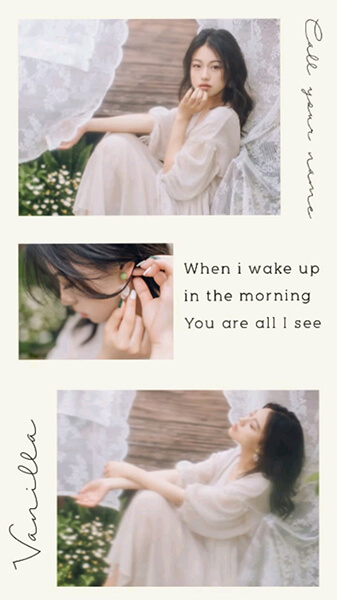 Call your name
When i wake up
in the morning
You are all I see
Vanilla